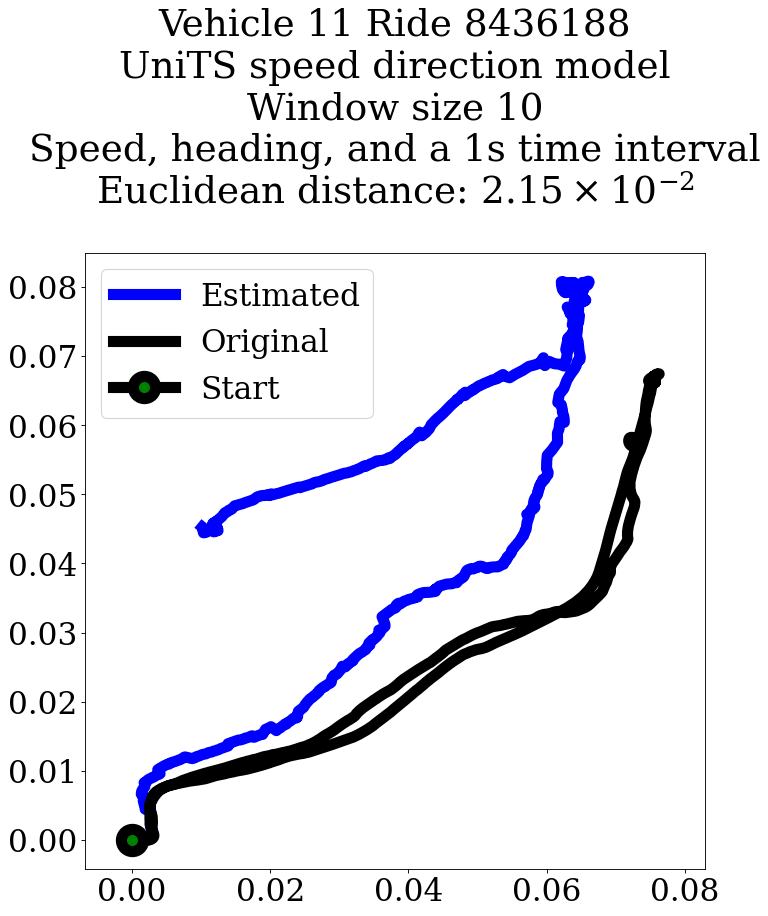 Vehicle 11 Ride 8436188
UniTS speed direction model
Window size 10
Speed, heading, and a 1s time interval
Euclidean distance: 2.15 × 10⁻²
Estimated
Original
Start
0.08
0.07
0.06
0.05
0.04
0.03
0.02
0.01
0.00
0.00 0.02 0.04 0.06 0.08